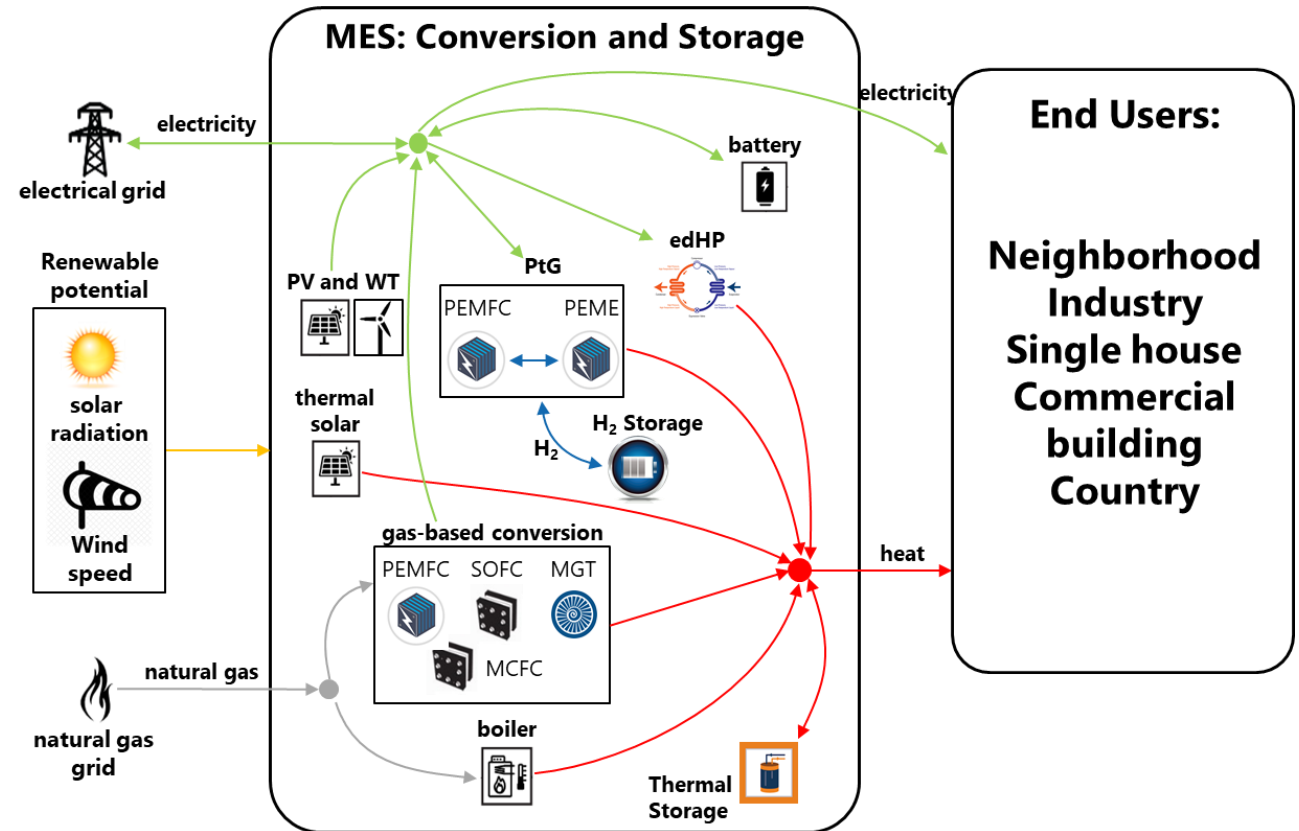 MES: Conversion and Storage
electricity
electrical grid
electricity
End Users:
battery
edHP
Renewable
potential
PV and WT
PtG
PEMFC PEME
Neighborhood
Industry
Single house
Commercial
building
Country
solar
radiation
Wind
speed
thermal
solar
H₂
H₂ Storage
gas-based conversion
PEMFC SOFC MGT
MCFC
heat
natural gas
natural gas
grid
boiler
Thermal
Storage